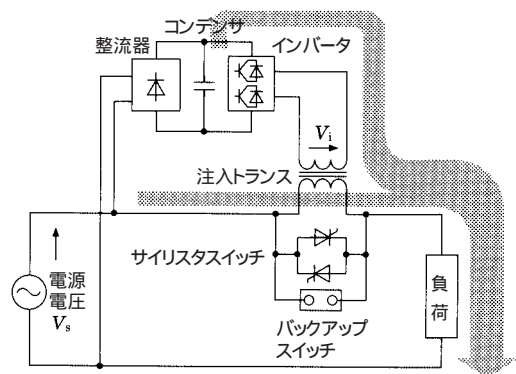 コンデンサ
整流器
インバータ
Vi
注入トランス
サイリスタスイッチ
電源
電圧
Vs
負
荷
バックアップ
スイッチ